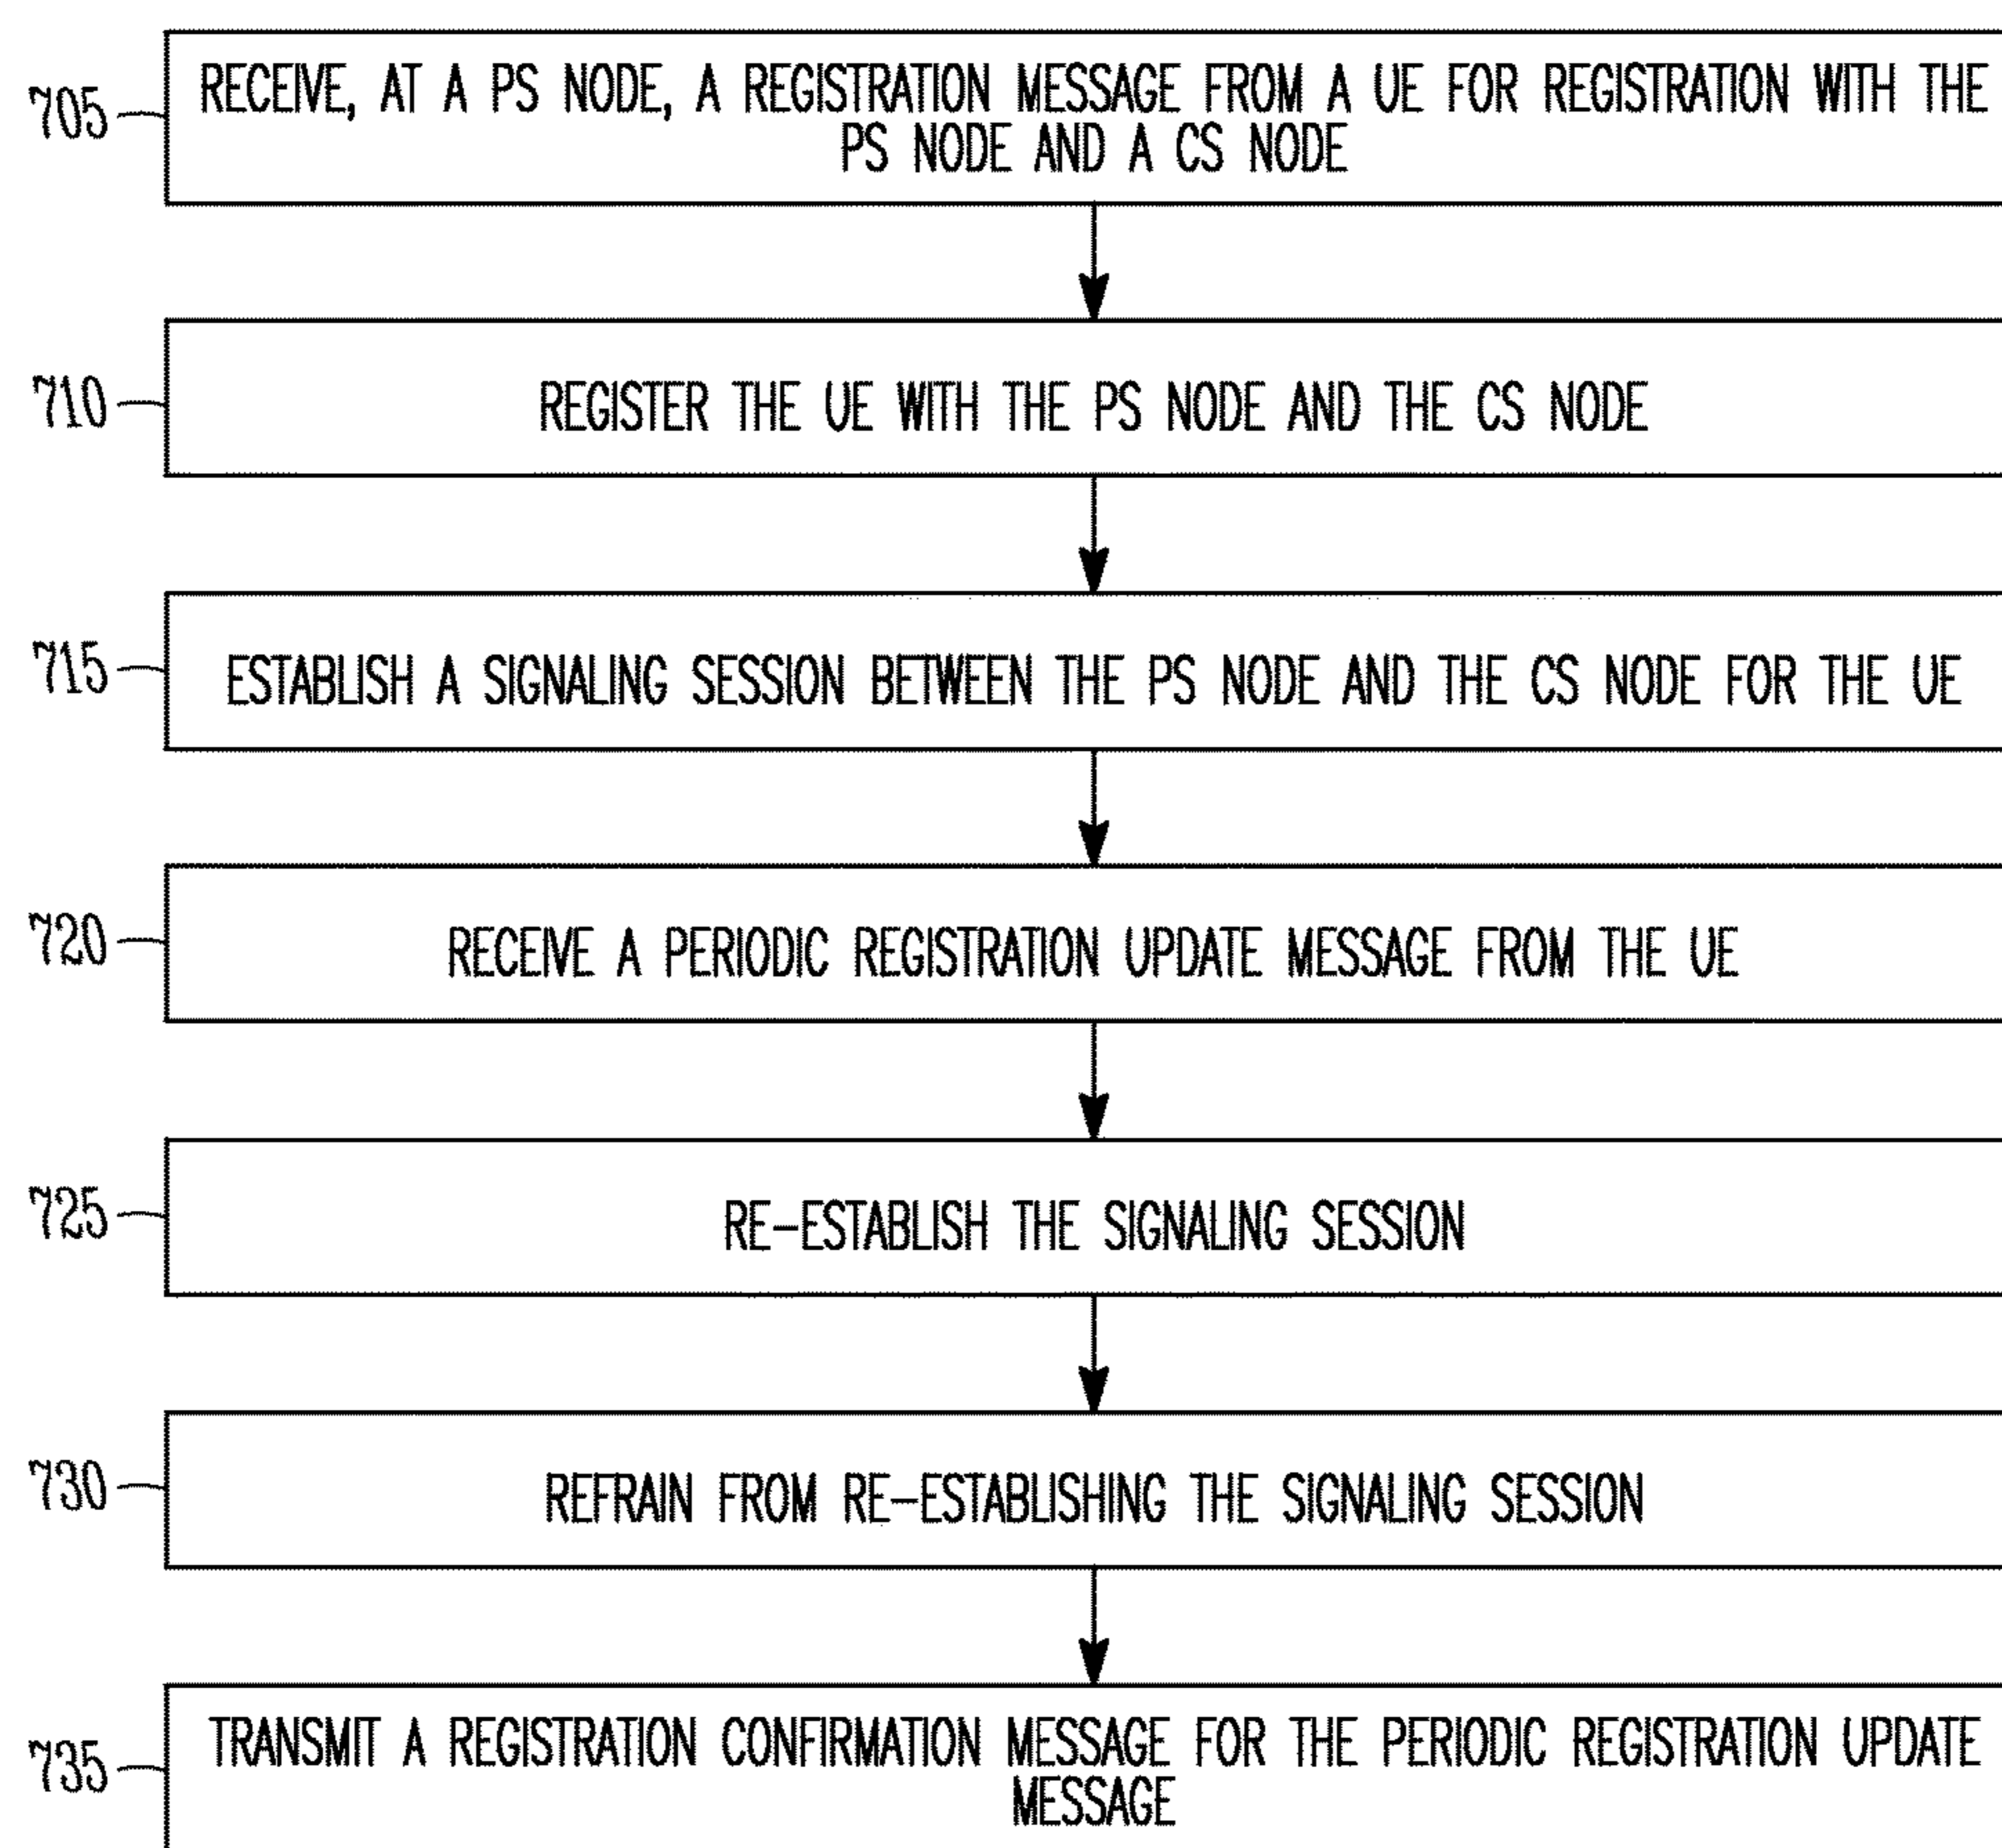 705
RECEIVE, AT A PS NODE, A REGISTRATION MESSAGE FROM A UE FOR REGISTRATION WITH THE
PS NODE AND A CS NODE
710
REGISTER THE UE WITH THE PS NODE AND THE CS NODE
715
ESTABLISH A SIGNALING SESSION BETWEEN THE PS NODE AND THE CS NODE FOR THE UE
720
RECEIVE A PERIODIC REGISTRATION UPDATE MESSAGE FROM THE UE
725
RE-ESTABLISH THE SIGNALING SESSION
730
REFRAIN FROM RE-ESTABLISHING THE SIGNALING SESSION
735
TRANSMIT A REGISTRATION CONFIRMATION MESSAGE FOR THE PERIODIC REGISTRATION UPDATE
MESSAGE